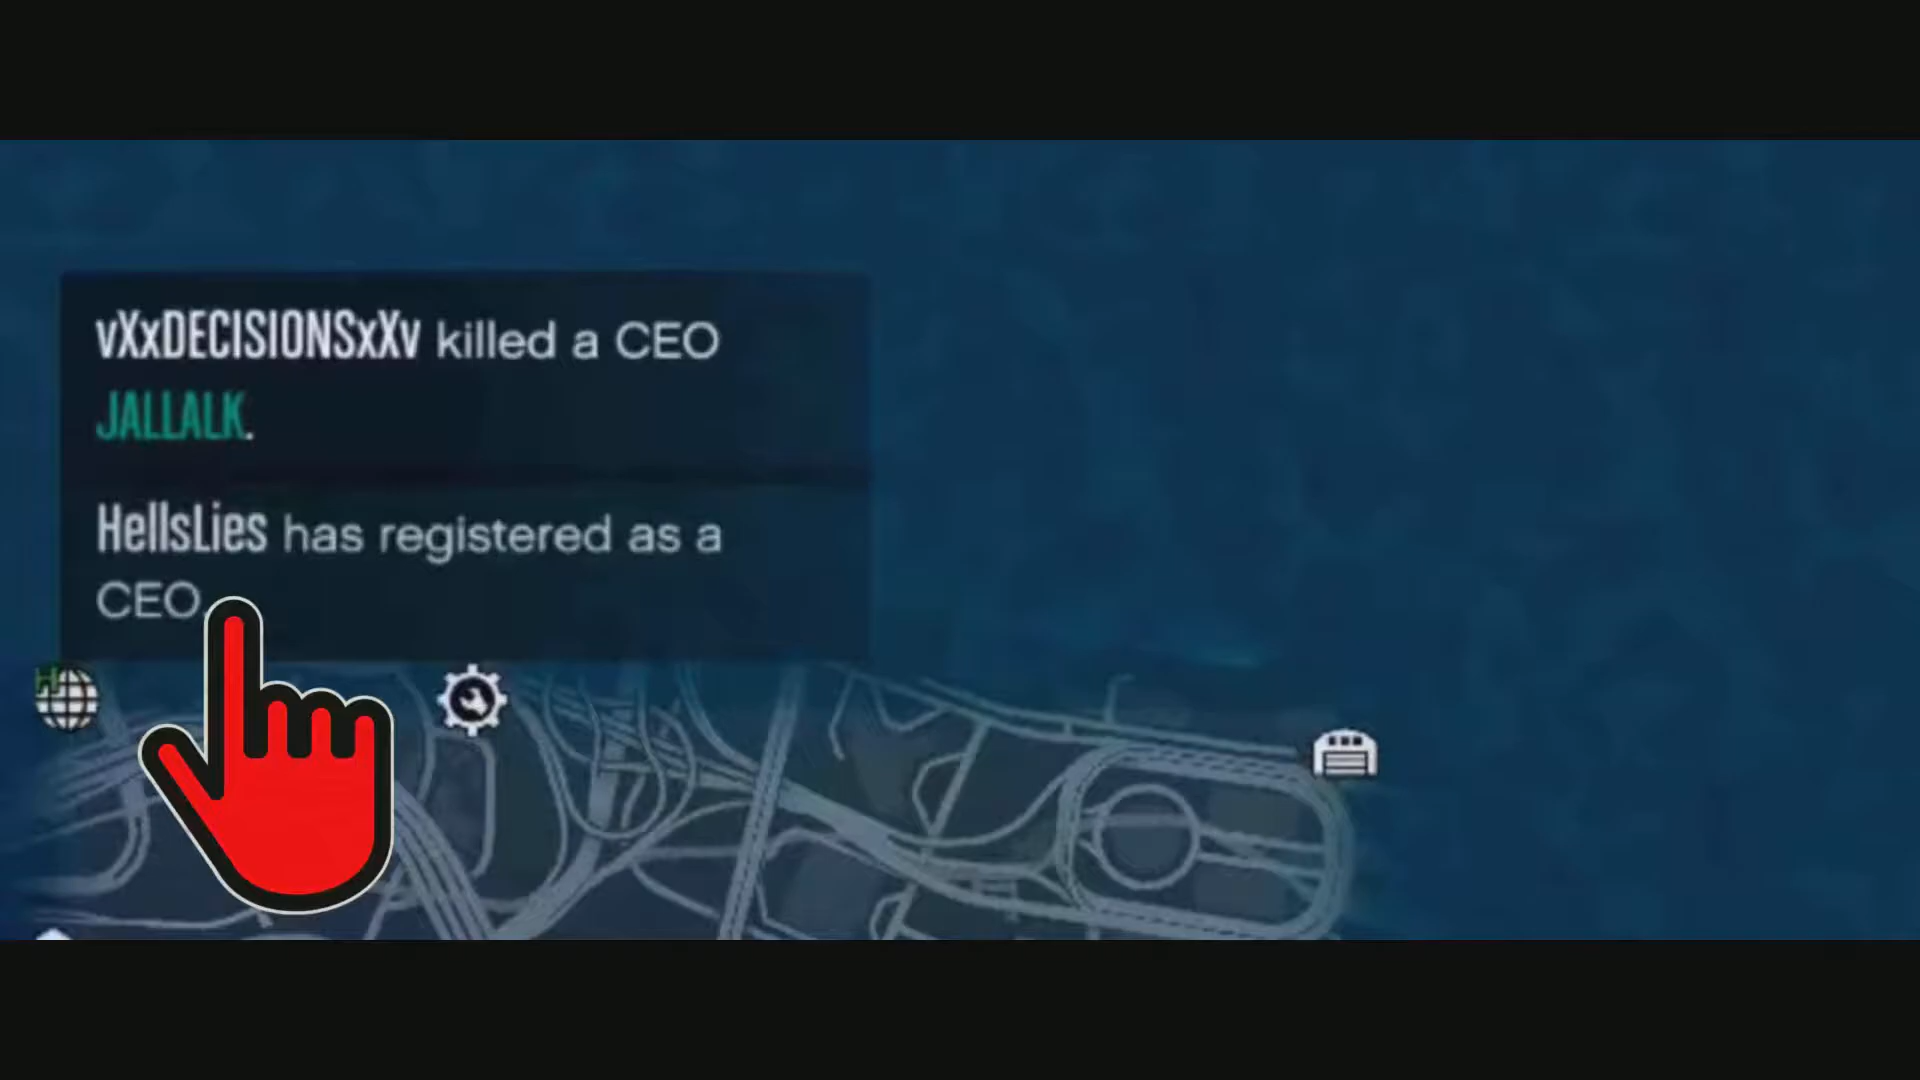 vXxDECISIONSxXv killed a CEO
JALLALK.
HellsLies has registered as a
CEO.